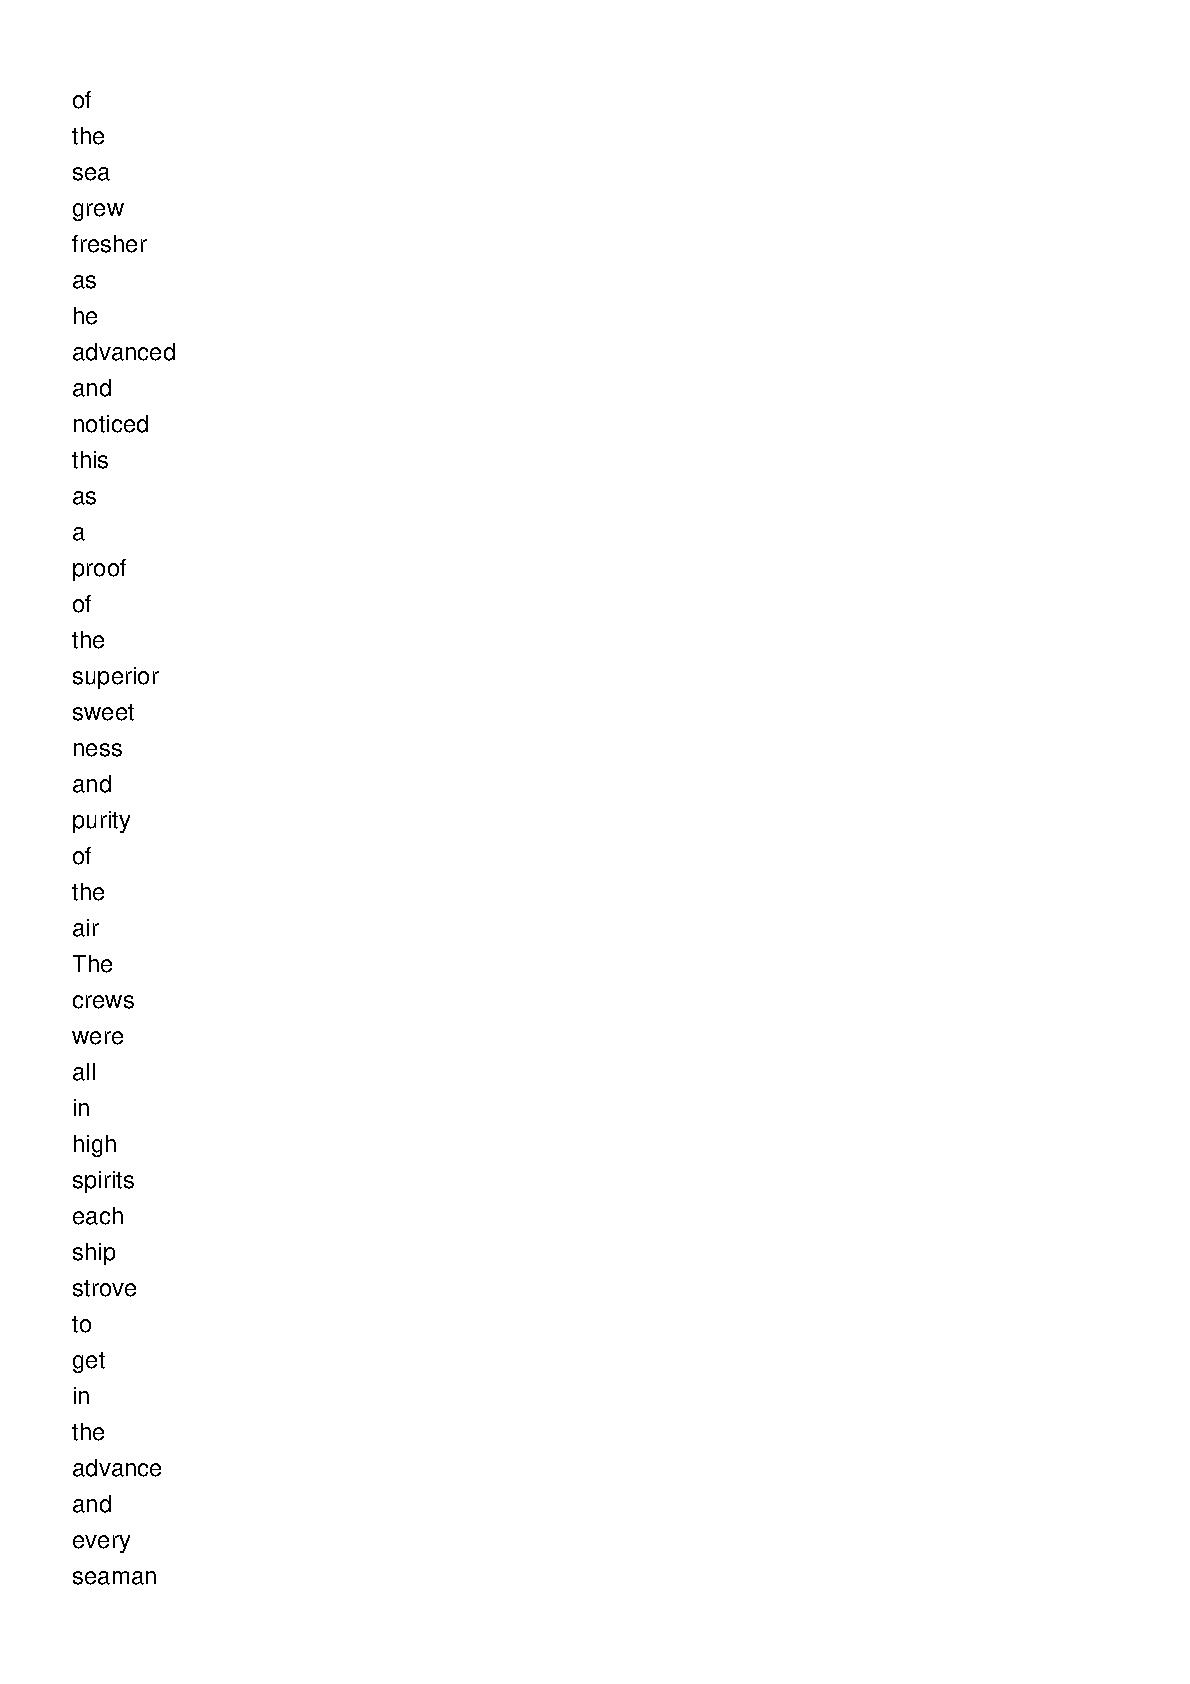 of
the
sea
grew
fresher
as
he
advanced
and
noticed
this
as
a
proof
of
the
superior
sweet
ness
and
purity
of
the
air
The
crews
were
all
in
high
spirits
each
ship
strove
to
get
in
the
advance
and
every
seaman